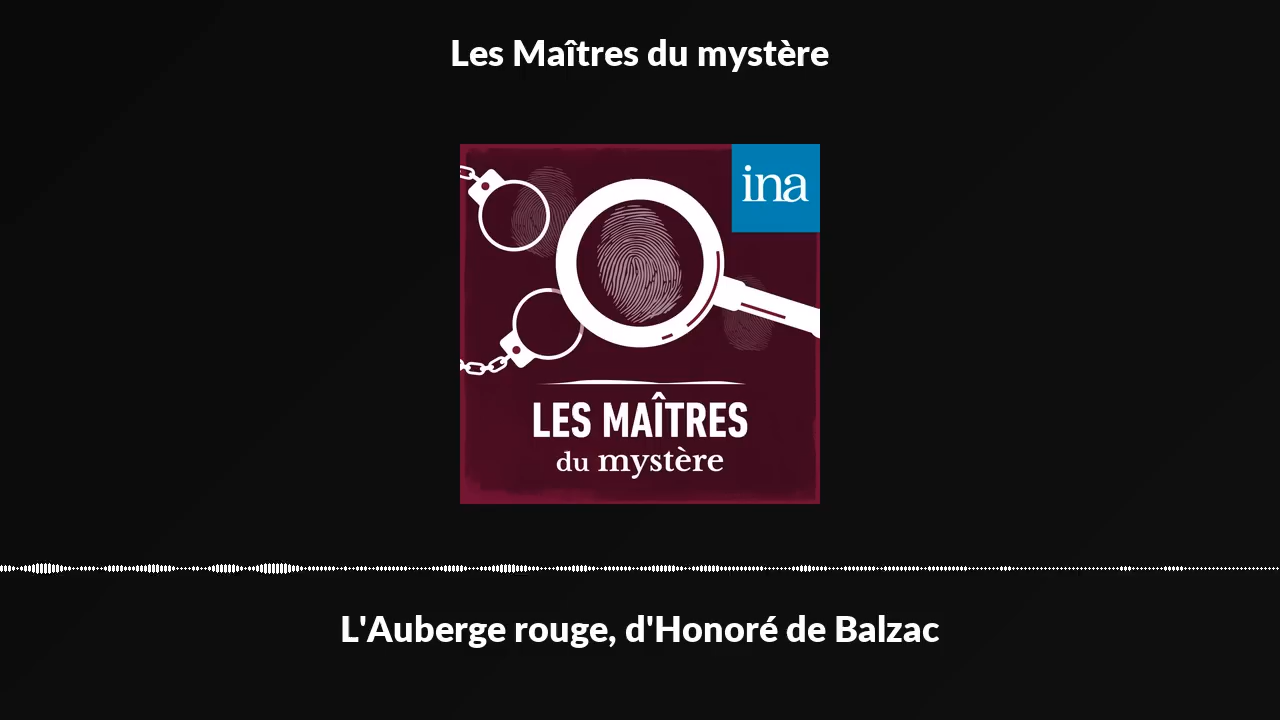 Les Maîtres du mystère
ina
LES MAÎTRES
du mystère
L'Auberge rouge, d'Honoré de Balzac